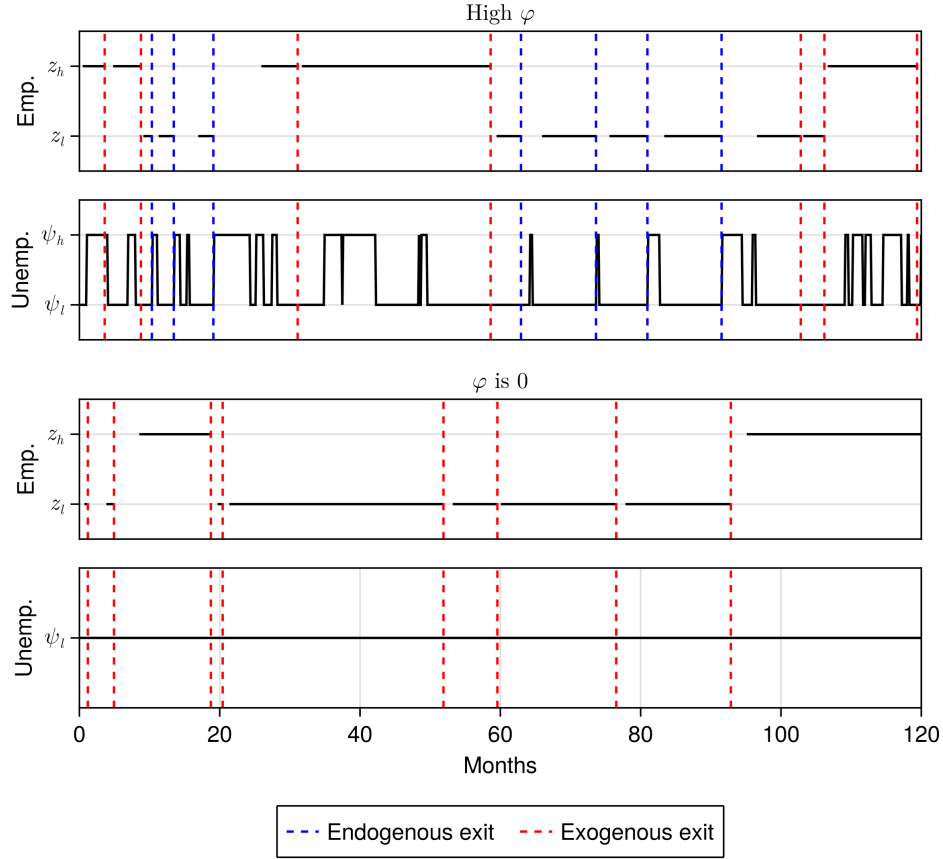 High φ
Emp.
z_h
z_l
Unemp.
ψ_h
ψ_l
φ is 0
Emp.
z_h
z_l
Unemp.
ψ_l
0 20 40 60 80 100 120
Months
Endogenous exit Exogenous exit